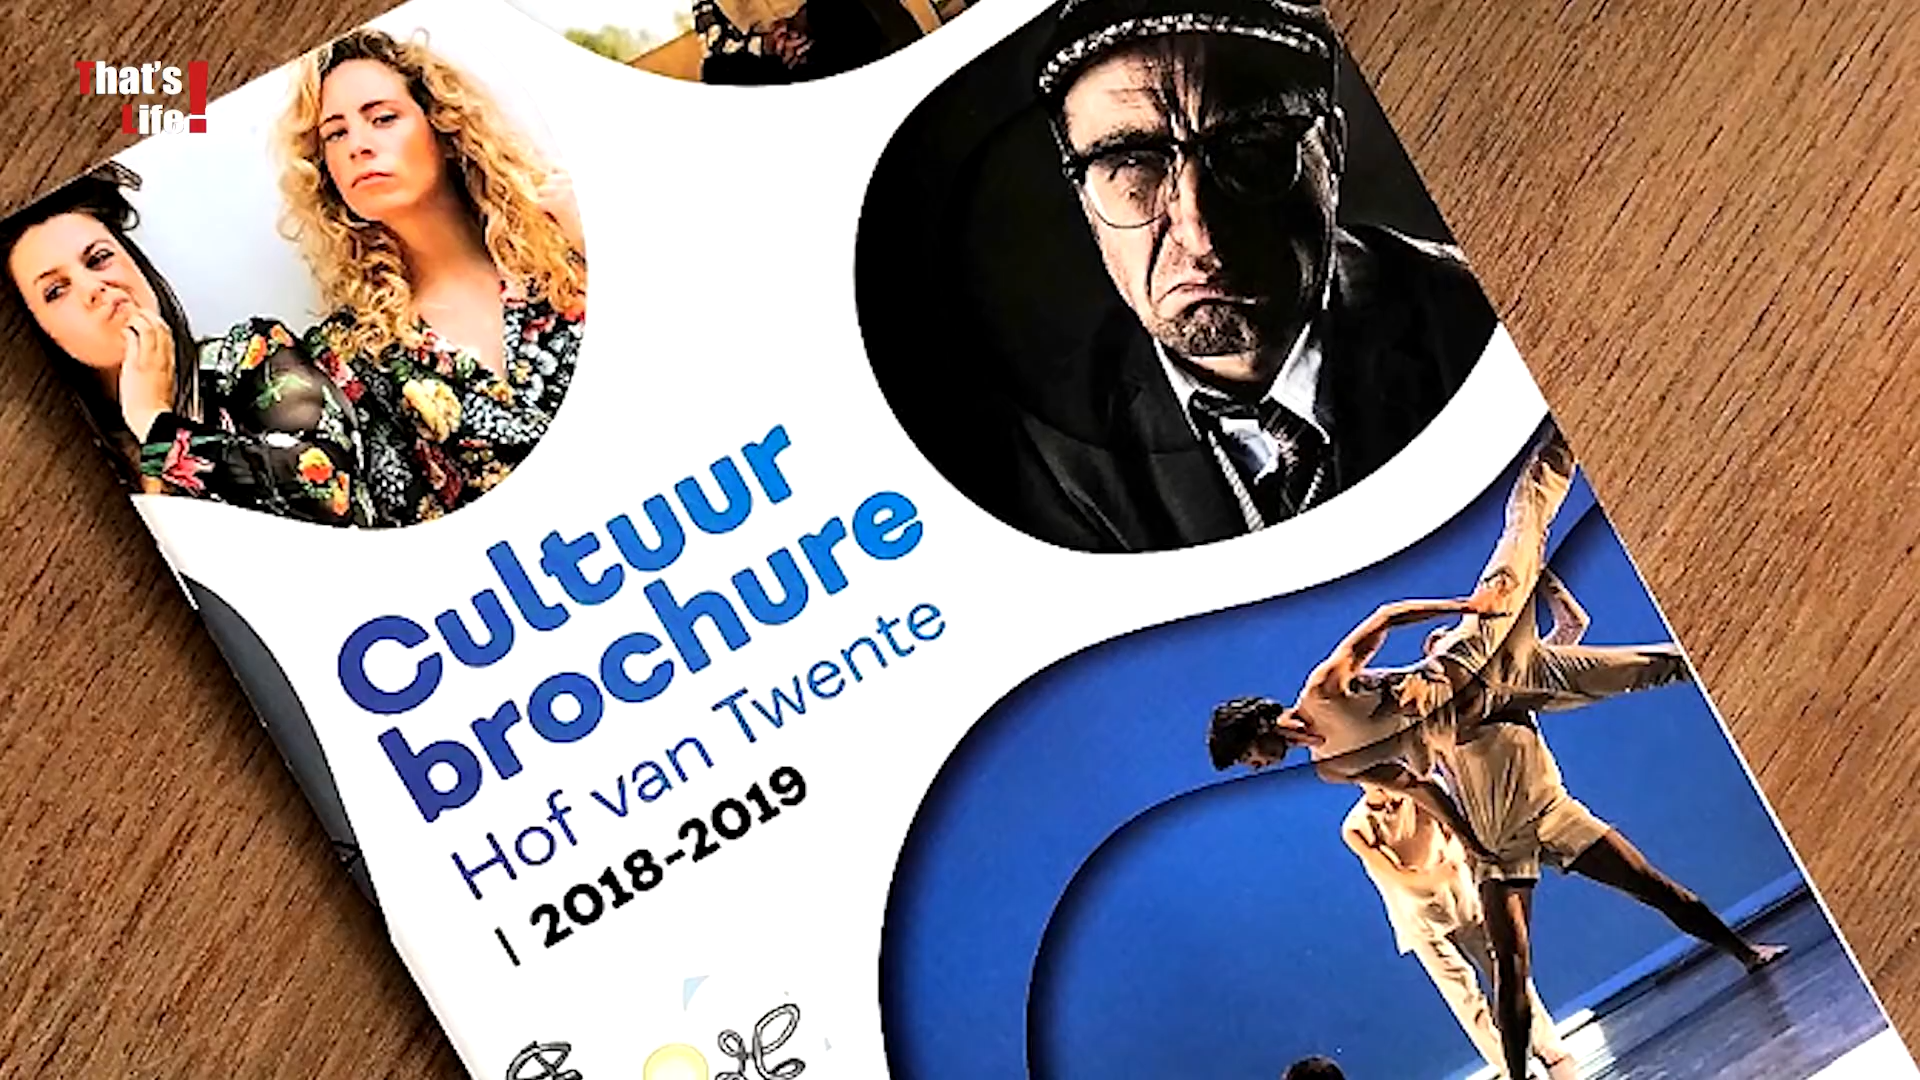 That's
Life!
Cultuur
brochure
Hof van Twente
| 2018-2019